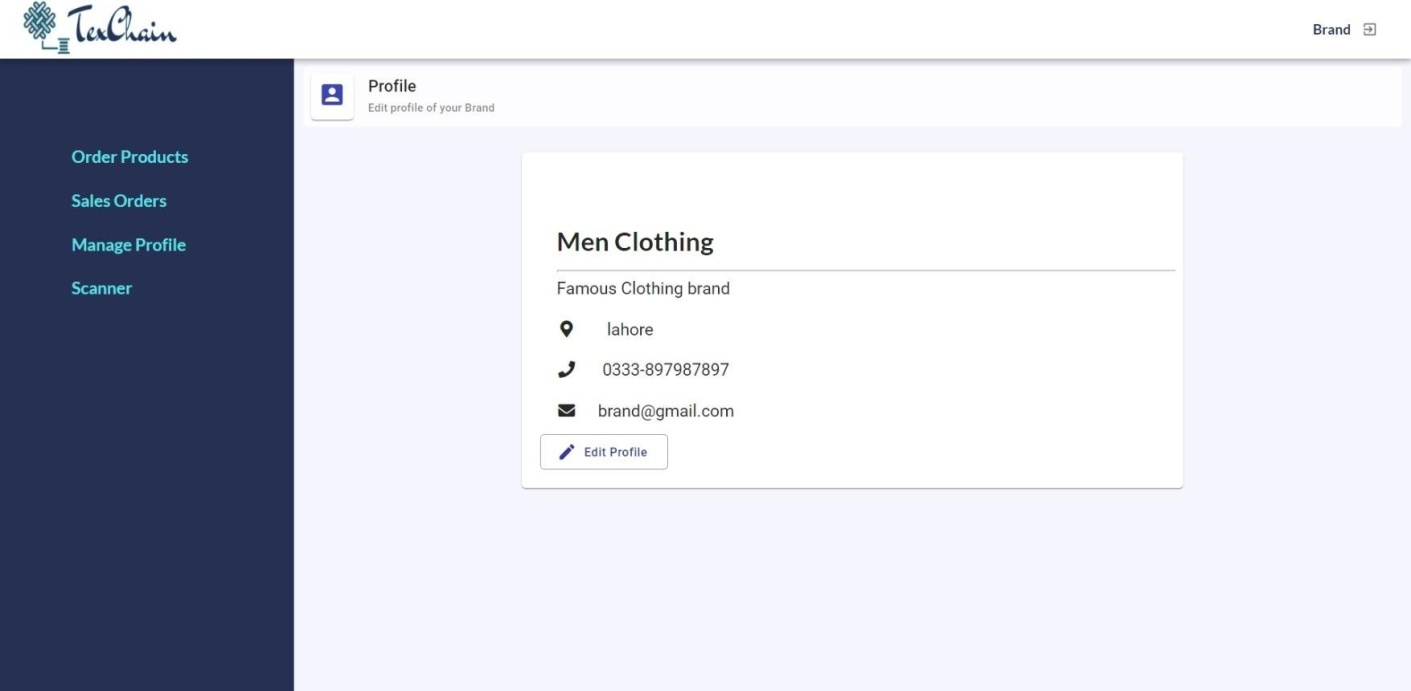 TexChain
Brand
Profile
Edit profile of your Brand
Order Products
Sales Orders
Manage Profile
Scanner
Men Clothing
Famous Clothing brand
lahore
0333-897987897
brand@gmail.com
Edit Profile